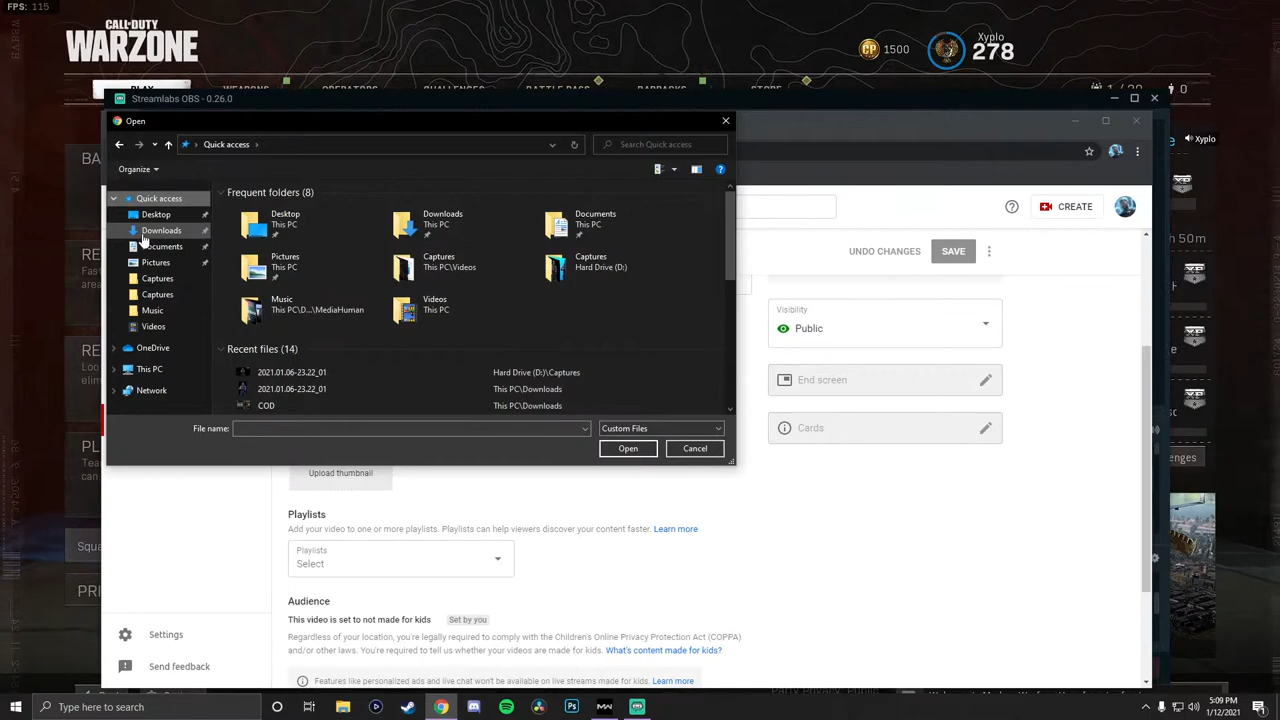 FPS: 115
CALL OF DUTY
WARZONE
CP 1500
Xyplo
278
PLAY WEAPONS OPERATORS CHALLENGES BATTLE PASS BARRACKS STORE
Streamlabs OBS - 0.26.0
Open
Quick access
Search Quick access
Xyplo
Organize
Quick access
Desktop
Downloads
Documents
Pictures
Captures
Captures
Music
Videos
OneDrive
This PC
Network
Frequent folders (8)
Desktop
This PC
Downloads
This PC
Documents
This PC
Pictures
This PC
Captures
This PC\Videos
Captures
Hard Drive (D:)
Music
This PC\D...\MediaHuman
Videos
This PC
Recent files (14)
2021.01.06-23.22_01 Hard Drive (D:)\Captures
2021.01.06-23.22_01 This PC\Downloads
COD This PC\Downloads
File name:
Custom Files
Open
Cancel
CREATE
UNDO CHANGES
SAVE
Visibility
Public
End screen
Cards
Upload thumbnail
Playlists
Add your video to one or more playlists. Playlists can help viewers discover your content faster. Learn more
Playlists
Select
Audience
This video is set to not made for kids Set by you
Regardless of your location, you're legally required to comply with the Children's Online Privacy Protection Act (COPPA)
and/or other laws. You're required to tell us whether your videos are made for kids. What's content made for kids?
Features like personalized ads and live chat won't be available on live streams made for kids. Learn more
Settings
Send feedback
Type here to search
5:09 PM
1/12/2021